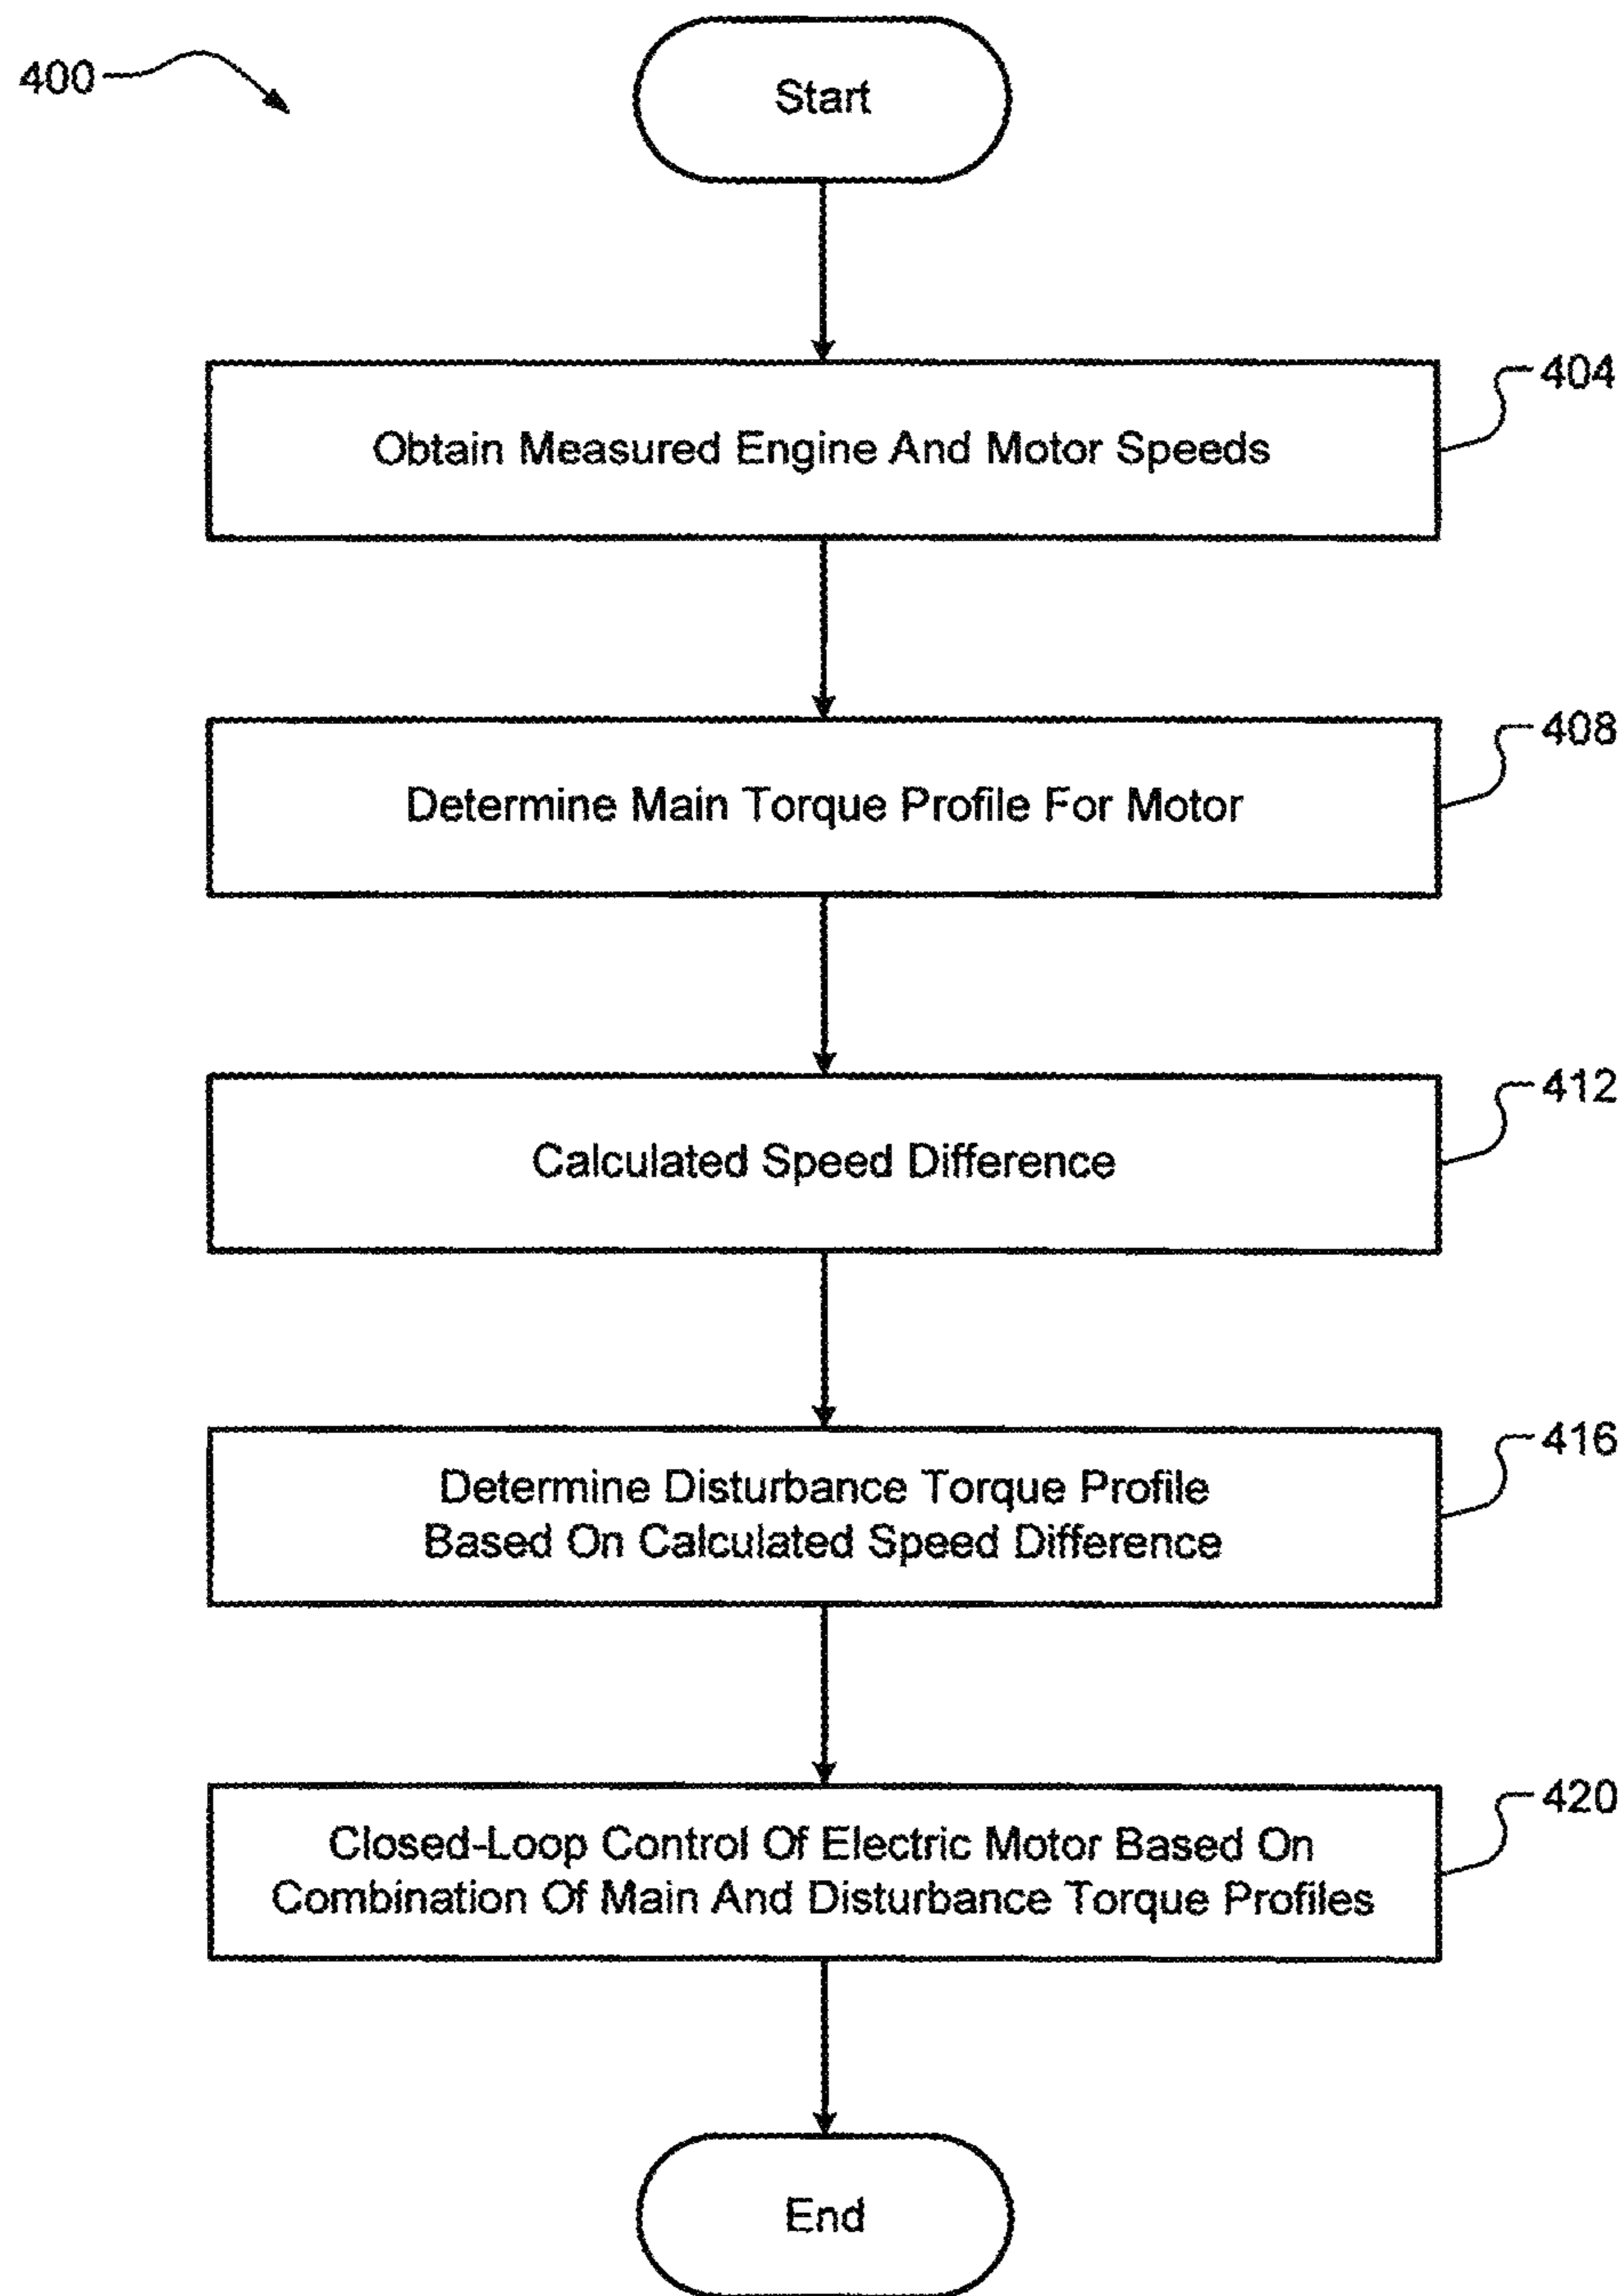 400
Start
Obtain Measured Engine And Motor Speeds
404
Determine Main Torque Profile For Motor
408
Calculated Speed Difference
412
Determine Disturbance Torque Profile
Based On Calculated Speed Difference
416
Closed-Loop Control Of Electric Motor Based On
Combination Of Main And Disturbance Torque Profiles
420
End